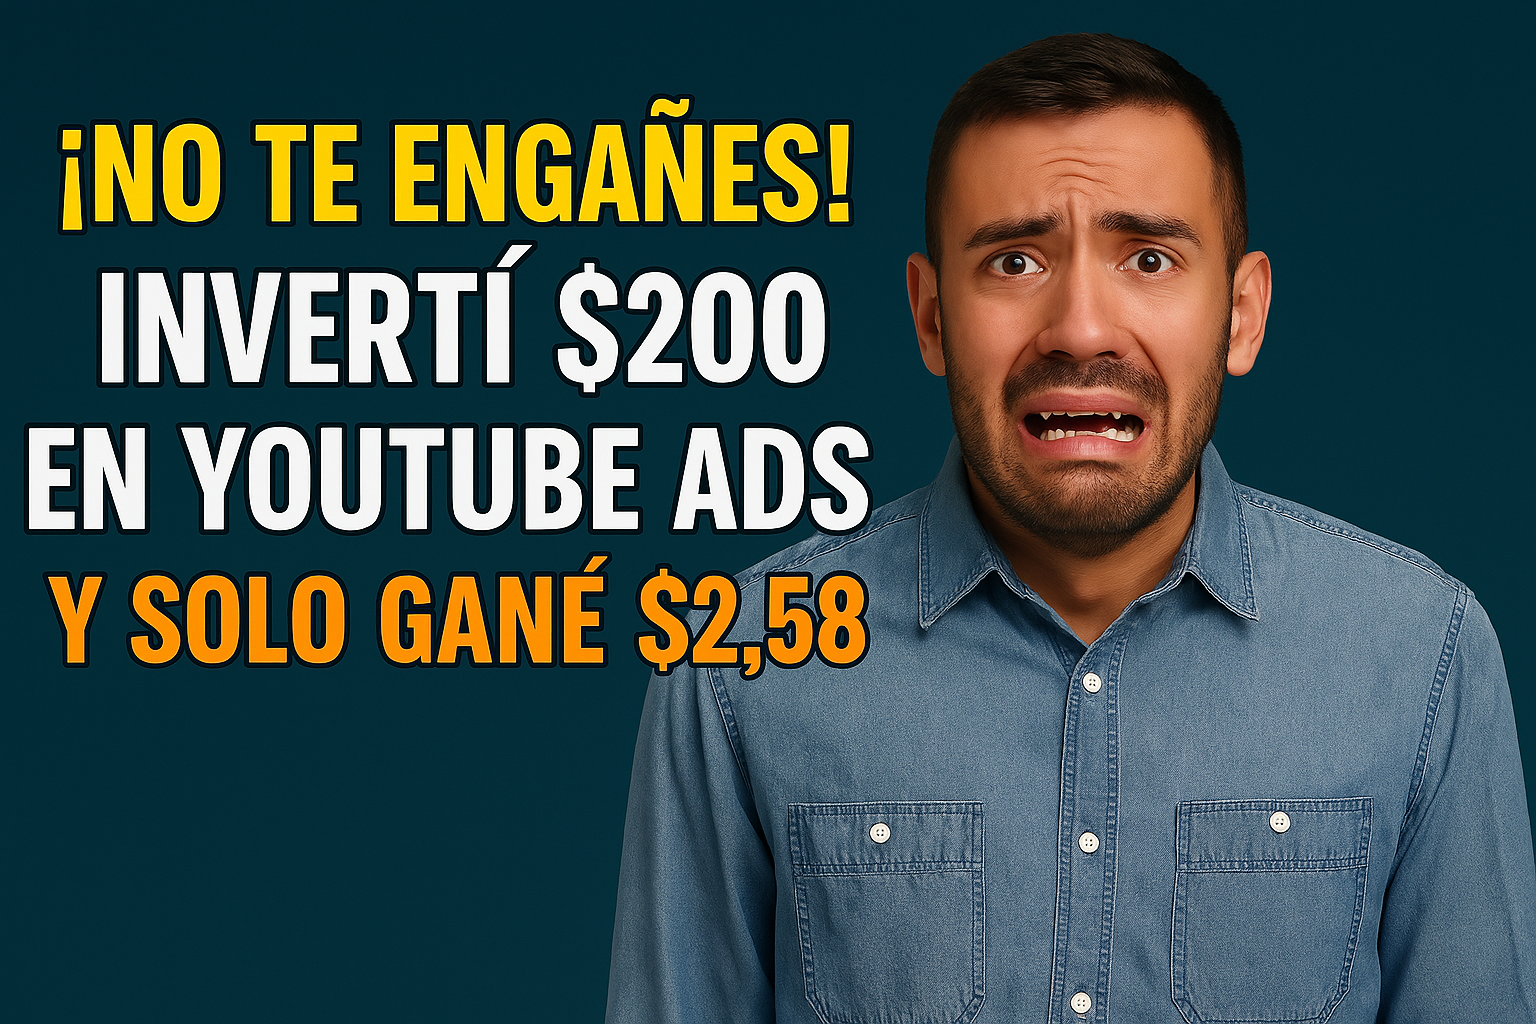 ¡NO TE ENGAÑES!
INVERTÍ $200
EN YOUTUBE ADS
Y SOLO GANÉ $2,58